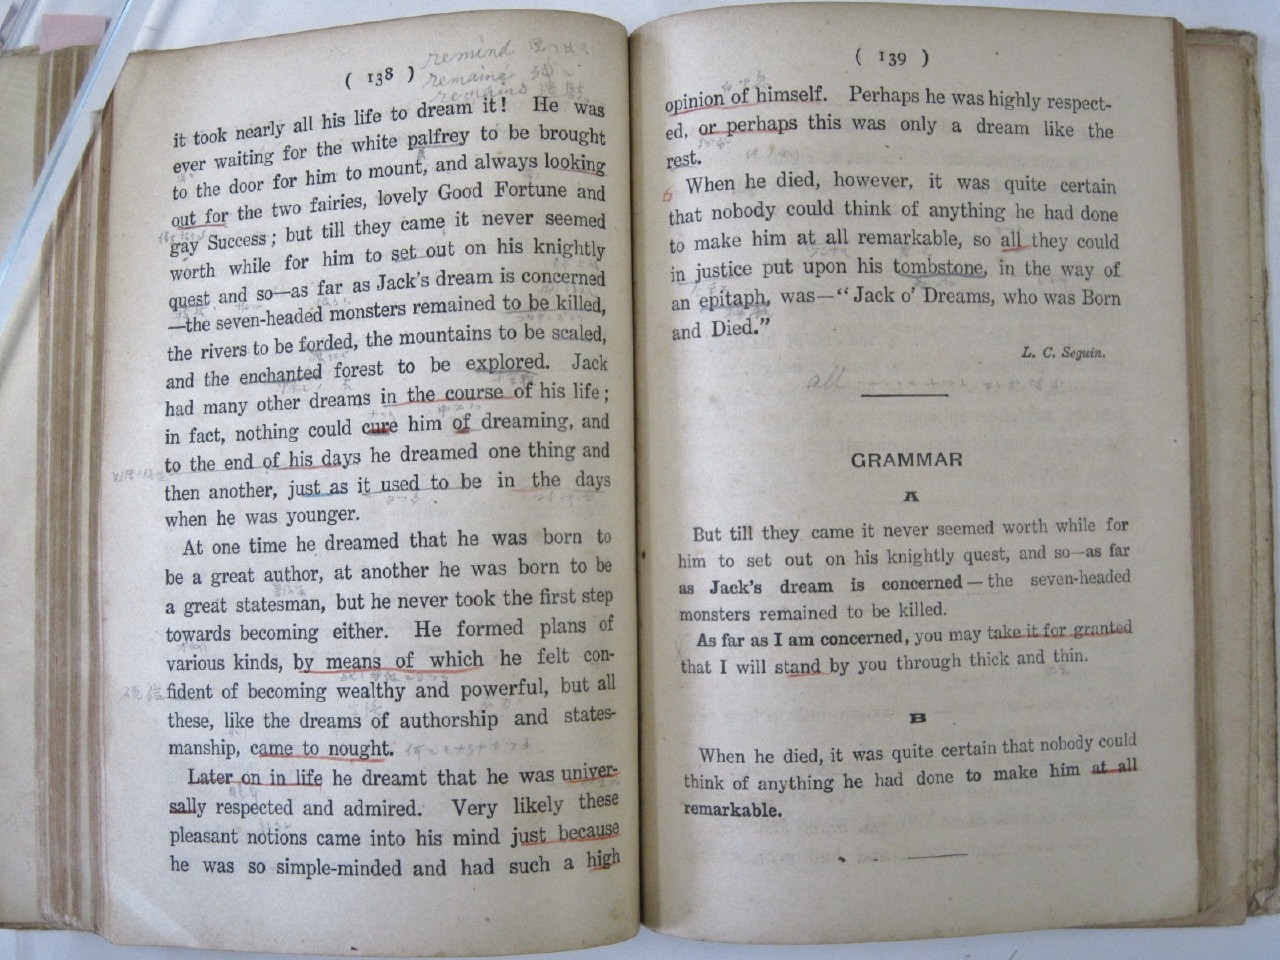 ( 138 )
remind
remaine
remains
it took nearly all his life to dream it! He was
ever waiting for the white palfrey to be brought
to the door for him to mount, and always looking
out for the two fairies, lovely Good Fortune and
gay Success; but till they came it never seemed
worth while for him to set out on his knightly
quest and so—as far as Jack's dream is concerned
—the seven-headed monsters remained to be killed,
the rivers to be forded, the mountains to be scaled,
and the enchanted forest to be explored. Jack
had many other dreams in the course of his life;
in fact, nothing could cure him of dreaming, and
to the end of his days he dreamed one thing and
then another, just as it used to be in the days
when he was younger.
At one time he dreamed that he was born to
be a great author, at another he was born to be
a great statesman, but he never took the first step
towards becoming either. He formed plans of
various kinds, by means of which he felt con-
fident of becoming wealthy and powerful, but all
these, like the dreams of authorship and states-
manship, came to nought.
Later on in life he dreamt that he was univer-
sally respected and admired. Very likely these
pleasant notions came into his mind just because
he was so simple-minded and had such a high
( 139 )
opinion of himself. Perhaps he was highly respect-
ed, or perhaps this was only a dream like the
rest.
6 When he died, however, it was quite certain
that nobody could think of anything he had done
to make him at all remarkable, so all they could
in justice put upon his tombstone, in the way of
an epitaph, was—“Jack o' Dreams, who was Born
and Died.”
L. C. Seguin.
all
GRAMMAR
A
But till they came it never seemed worth while for
him to set out on his knightly quest, and so—as far
as Jack's dream is concerned—the seven-headed
monsters remained to be killed.
As far as I am concerned, you may take it for granted
that I will stand by you through thick and thin.
B
When he died, it was quite certain that nobody could
think of anything he had done to make him at all
remarkable.